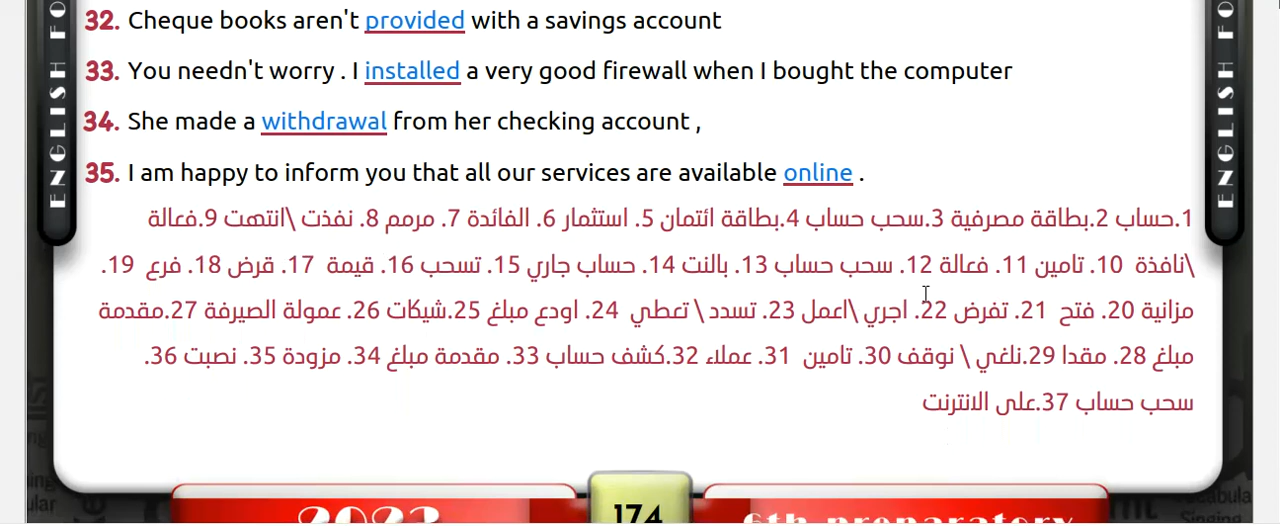 32. Cheque books aren't provided with a savings account
33. You needn't worry . I installed a very good firewall when I bought the computer
34. She made a withdrawal from her checking account ,
35. I am happy to inform you that all our services are available online .
1.حساب 2.بطاقة مصرفية 3.سحب حساب 4.بطاقة ائتمان 5. استثمار 6. الفائدة 7. مرمم 8. نفذت \انتهت 9.فعالة
\نافذة 10. تامين 11. فعالة 12. سحب حساب 13. بالنت 14. حساب جاري 15. تسحب 16. قيمة 17. قرض 18. فرع 19.
مزانية 20. فتح 21. تفرض 22. اجري \اعمل 23. تسدد \ تعطي 24. اودع مبلغ 25.شيكات 26. عمولة الصيرفة 27.مقدمة
مبلغ 28. مقدا 29.نلغي \ نوقف 30. تامين 31. عملاء 32.كشف حساب 33. مقدمة مبلغ 34. مزودة 35. نصبت 36.
سحب حساب 37.على الانترنت
ENGLISH FO
ENGLISH FO
2023
174
6th preparatory